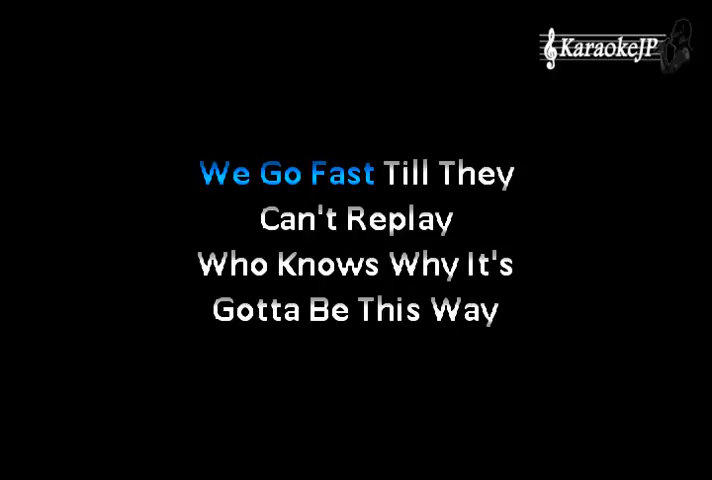 KaraokeJP
We Go Fast Till They
Can't Replay
Who Knows Why It's
Gotta Be This Way